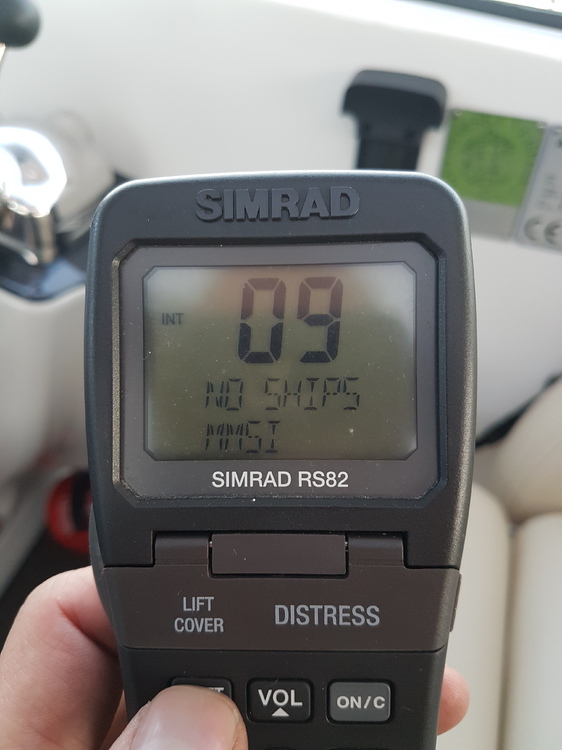 SIMRAD
INT
09
NO SHIPS
MMSI
SIMRAD RS82
LIFT
COVER
DISTRESS
VOL
ON/C